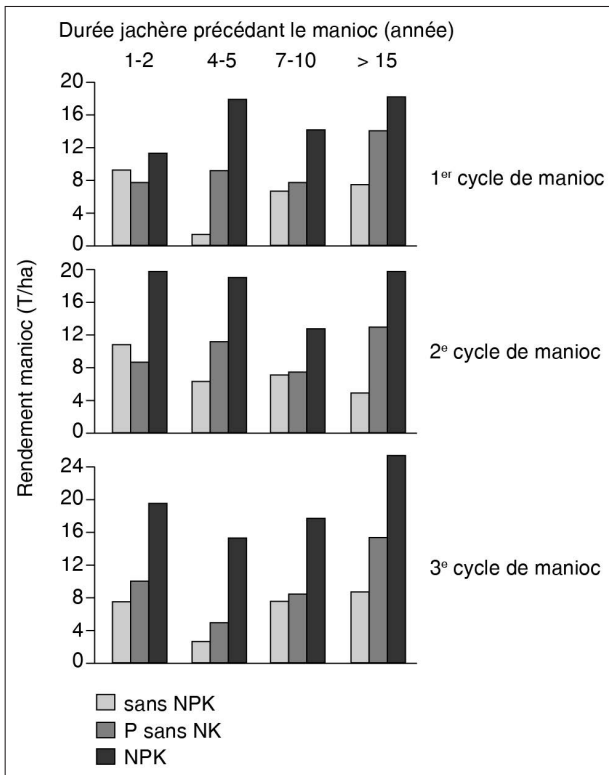 Durée jachère précédant le manioc (année)
1-2 4-5 7-10 > 15
Rendement manioc (T/ha)
20
16
12
8
4
0
1er cycle de manioc
20
16
12
8
4
0
2e cycle de manioc
24
20
16
12
8
4
0
3e cycle de manioc
sans NPK
P sans NK
NPK